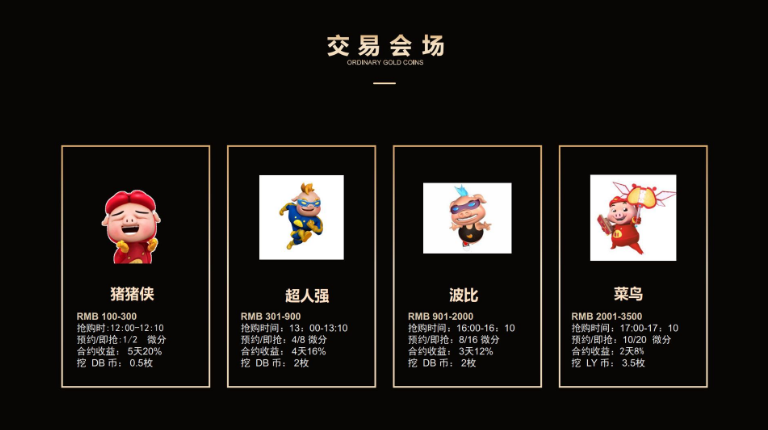 交易会场
ORDINARY GOLD COINS
猪猪侠
RMB 100-300
抢购时:12:00-12:10
预约/即抢:1/2 微分
合约收益： 5天20%
挖 DB 币： 0.5枚
超人强
RMB 301-900
抢购时间：13：00-13:10
预约/即抢：4/8 微分
合约收益： 4天16%
挖 DB 币： 2枚
波比
RMB 901-2000
抢购时间：16:00-16：10
预约/即抢：8/16 微分
合约收益： 3天12%
挖 DB 币： 2枚
菜鸟
RMB 2001-3500
抢购时间：17:00-17：10
预约/即抢：10/20 微分
合约收益：2天8%
挖 LY 币： 3.5枚